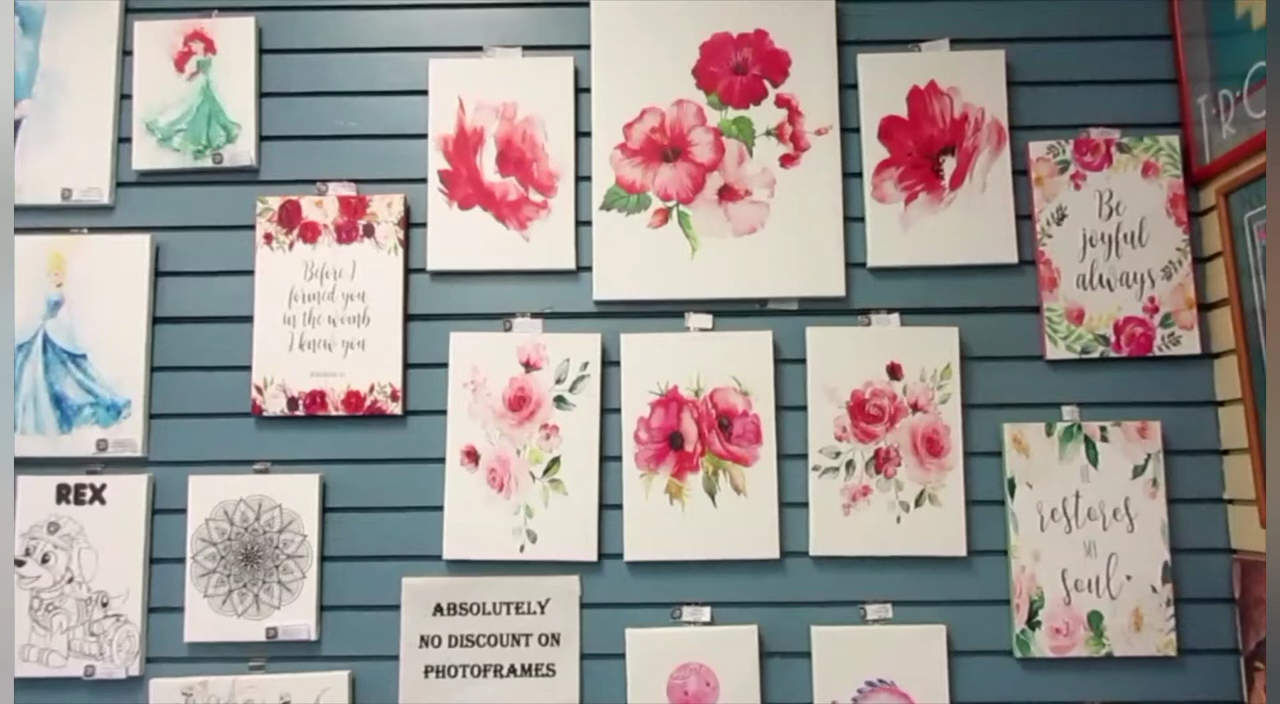 Before I
formed you
in the womb
I knew you
Be
joyful
always
REX
restores
my
soul.
ABSOLUTELY
NO DISCOUNT ON
PHOTOFRAMES